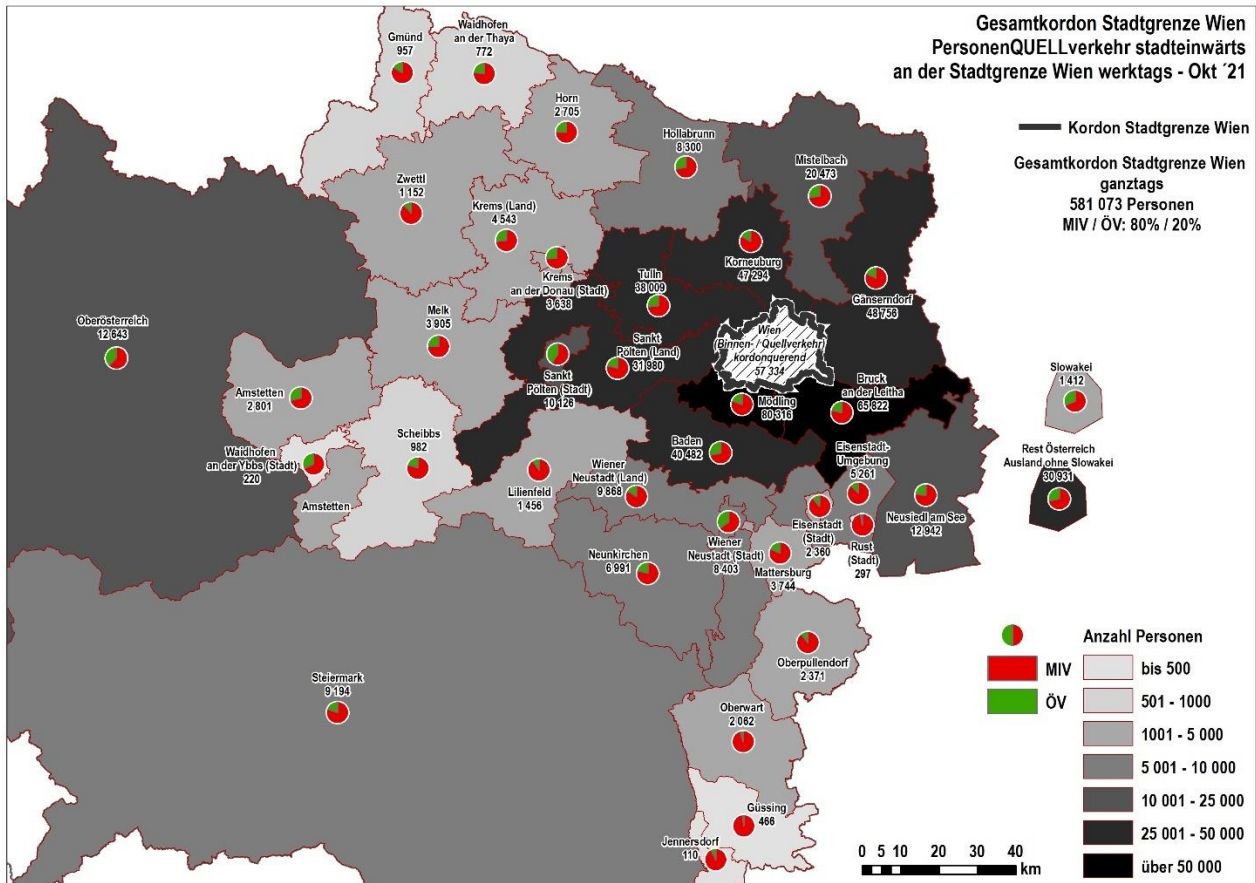 Gesamtkordon Stadtgrenze Wien
PersonenQUELLverkehr stadteinwärts
an der Stadtgrenze Wien werktags - Okt ´21
Kordon Stadtgrenze Wien
Gesamtkordon Stadtgrenze Wien
ganztags
581 073 Personen
MIV / ÖV: 80% / 20%
Gmünd
957
Waidhofen
an der Thaya
772
Horn
2 705
Hollabrunn
8 300
Mistelbach
20 473
Zwettl
1 152
Krems (Land)
4 543
Krems
an der Donau (Stadt)
3 638
Korneuburg
47 294
Tulln
38 009
Gänserndorf
48 756
Oberösterreich
12 643
Melk
3 905
Sankt
Pölten (Stadt)
10 126
Sankt
Pölten (Land)
31 980
Wien
(Binnen- / Quellverkehr)
kordonquerend
57 334
Mödling
80 316
Bruck
an der Leitha
65 822
Slowakei
1 412
Amstetten
2 801
Waidhofen
an der Ybbs (Stadt)
220
Scheibbs
982
Amstetten
Lilienfeld
1 456
Baden
40 482
Wiener
Neustadt (Land)
9 868
Eisenstadt-
Umgebung
5 261
Rest Österreich
Ausland ohne Slowakei
30 931
Neusiedl am See
12 942
Eisenstadt
(Stadt)
2 360
Rust
(Stadt)
297
Wiener
Neustadt (Stadt)
8 403
Neunkirchen
6 991
Mattersburg
3 744
Oberpullendorf
2 371
Steiermark
9 194
Oberwart
2 062
Güssing
466
Jennersdorf
110
Anzahl Personen
MIV
ÖV
bis 500
501 - 1000
1001 - 5 000
5 001 - 10 000
10 001 - 25 000
25 001 - 50 000
über 50 000
0 5 10 20 30 40
km